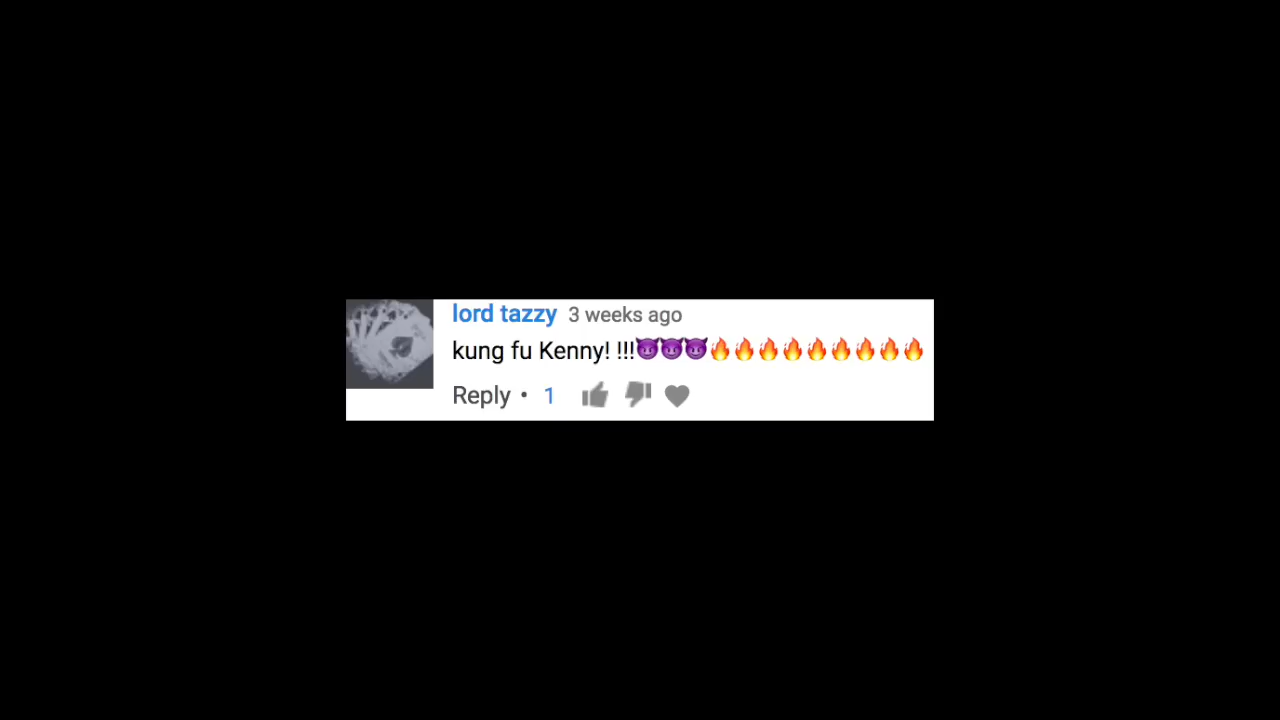 lord tazzy 3 weeks ago
kung fu Kenny! !!!😈😈😈🔥🔥🔥🔥🔥🔥🔥🔥🔥
Reply • 1